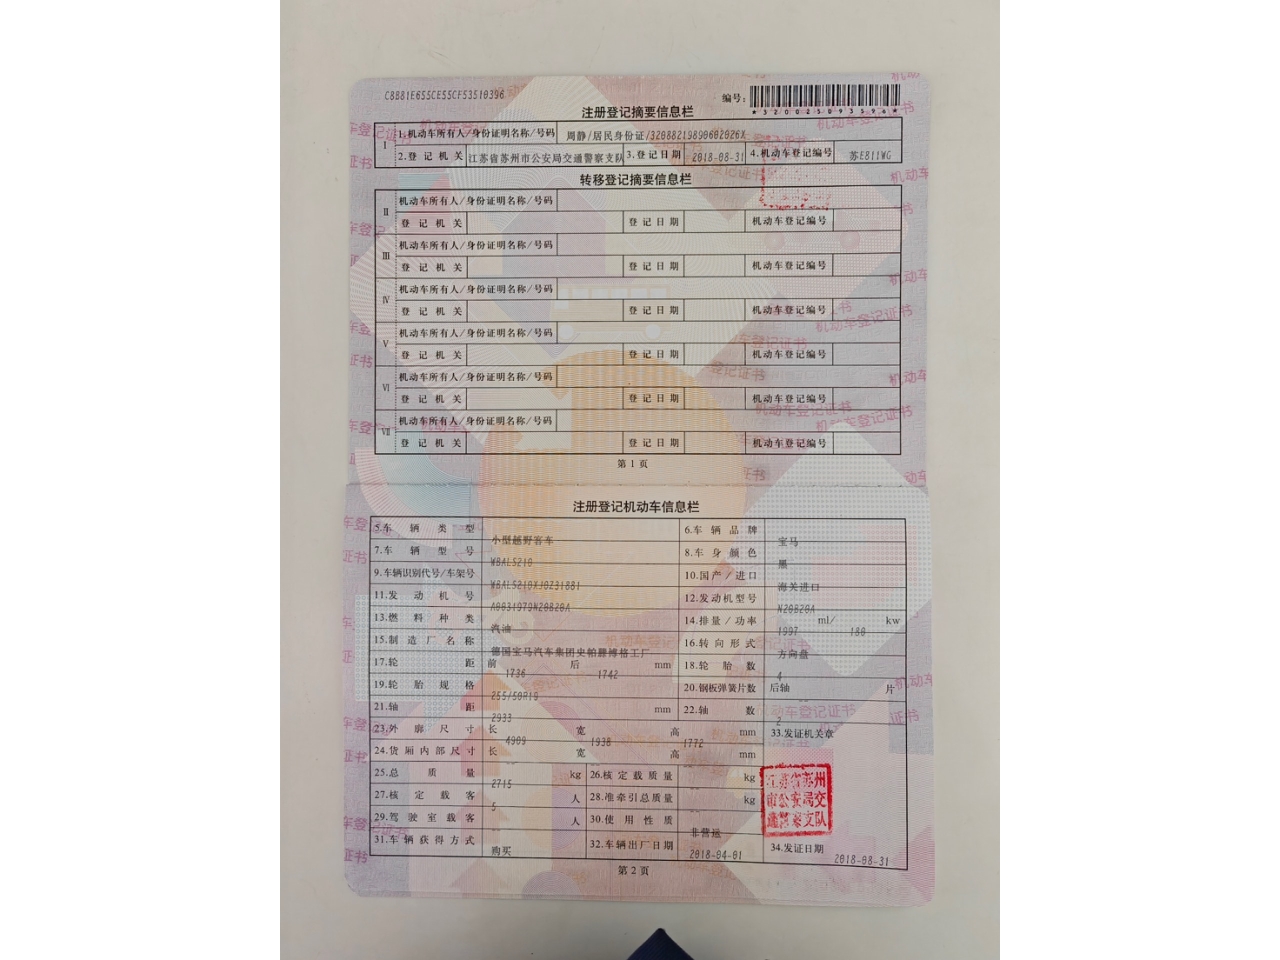 C8881E655CE55CF53510396
编号:
*320025093596*
注册登记摘要信息栏
I 1.机动车所有人/身份证明名称/号码 周静/居民身份证/32088219890602026X
2.登记机关 江苏省苏州市公安局交通警察支队 3.登记日期 2018-08-31 4.机动车登记编号 苏E811WG
转移登记摘要信息栏
II 机动车所有人/身份证明名称/号码
登记机关 登记日期 机动车登记编号
III 机动车所有人/身份证明名称/号码
登记机关 登记日期 机动车登记编号
IV 机动车所有人/身份证明名称/号码
登记机关 登记日期 机动车登记编号
V 机动车所有人/身份证明名称/号码
登记机关 登记日期 机动车登记编号
VI 机动车所有人/身份证明名称/号码
登记机关 登记日期 机动车登记编号
VII 机动车所有人/身份证明名称/号码
登记机关 登记日期 机动车登记编号
第1页
注册登记机动车信息栏
5.车辆类型 小型越野客车 6.车辆品牌 宝马
7.车辆型号 WBALS210 8.车身颜色 黑
9.车辆识别代号/车架号 WBALS210XJ0Z31881 10.国产/进口 海关进口
11.发动机号 A0031979N20B20A 12.发动机型号 N20B20A
13.燃料种类 汽油 14.排量/功率 1997 ml/ 180 kw
15.制造厂名称 德国宝马汽车集团史帕滕博格工厂 16.转向形式 方向盘
17.轮距 前 1736 后 1742 mm 18.轮胎数 4
19.轮胎规格 255/50R19 20.钢板弹簧片数 后轴 片
21.轴距 2933 mm 22.轴数 2
23.外廓尺寸 长 4909 宽 1938 高 1772 mm 33.发证机关章
24.货厢内部尺寸 长 宽 高 mm
25.总质量 2715 kg 26.核定载质量 kg
27.核定载客 5 人 28.准牵引总质量 kg
29.驾驶室载客 人 30.使用性质 非营运
31.车辆获得方式 购买 32.车辆出厂日期 2018-04-01 34.发证日期 2018-08-31
江苏省苏州
市公安局交
通警察支队
第2页